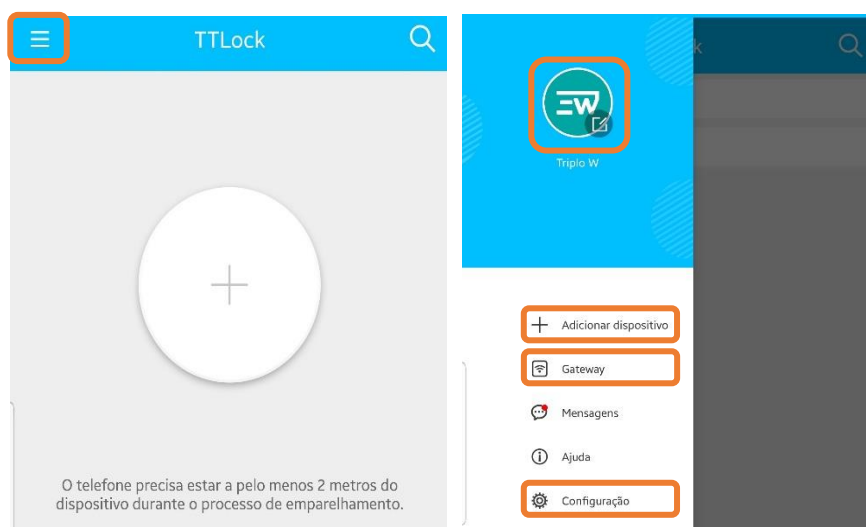 TTLock
O telefone precisa estar a pelo menos 2 metros do
dispositivo durante o processo de emparelhamento.
k
EW
Triplo W
Adicionar dispositivo
Gateway
Mensagens
Ajuda
Configuração